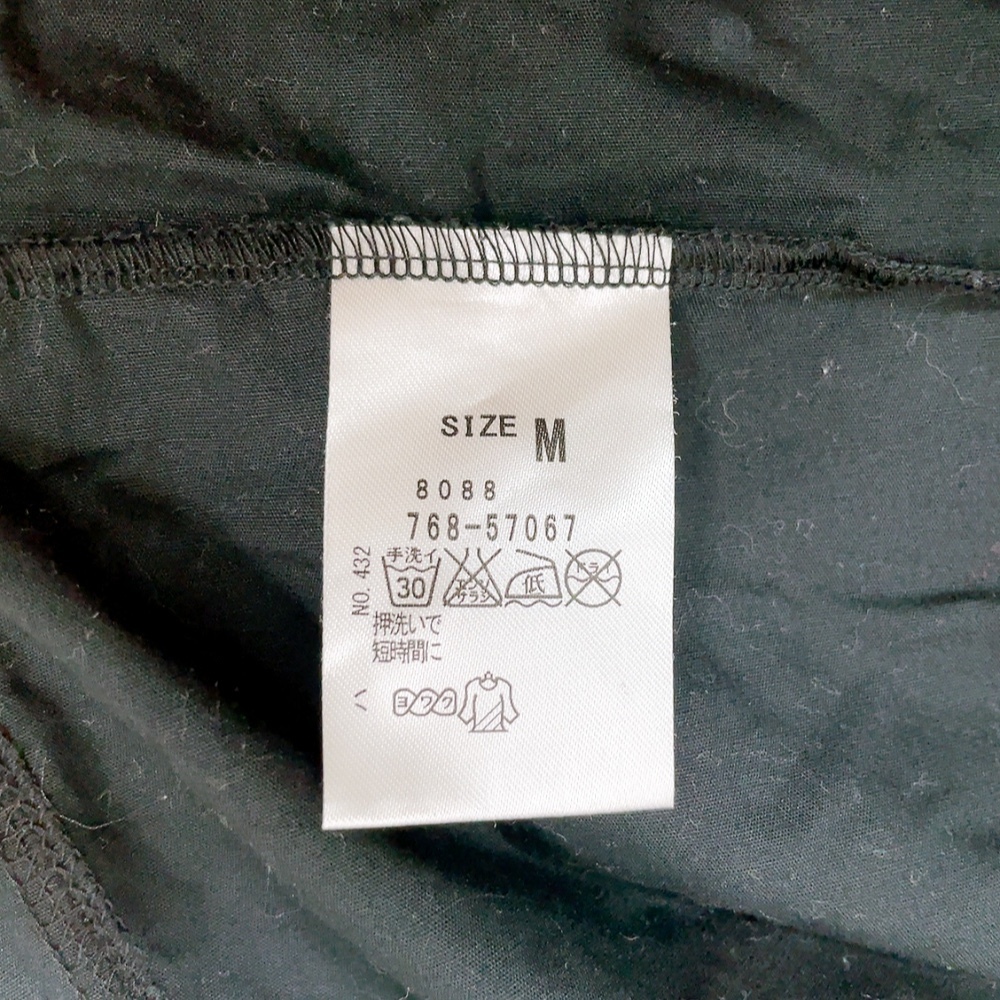 SIZE M
8088
768-57067
手洗イ
30
エンソサラシ
低
ドライ
NO. 432
押洗いで
短時間に
ハ
ヨワク